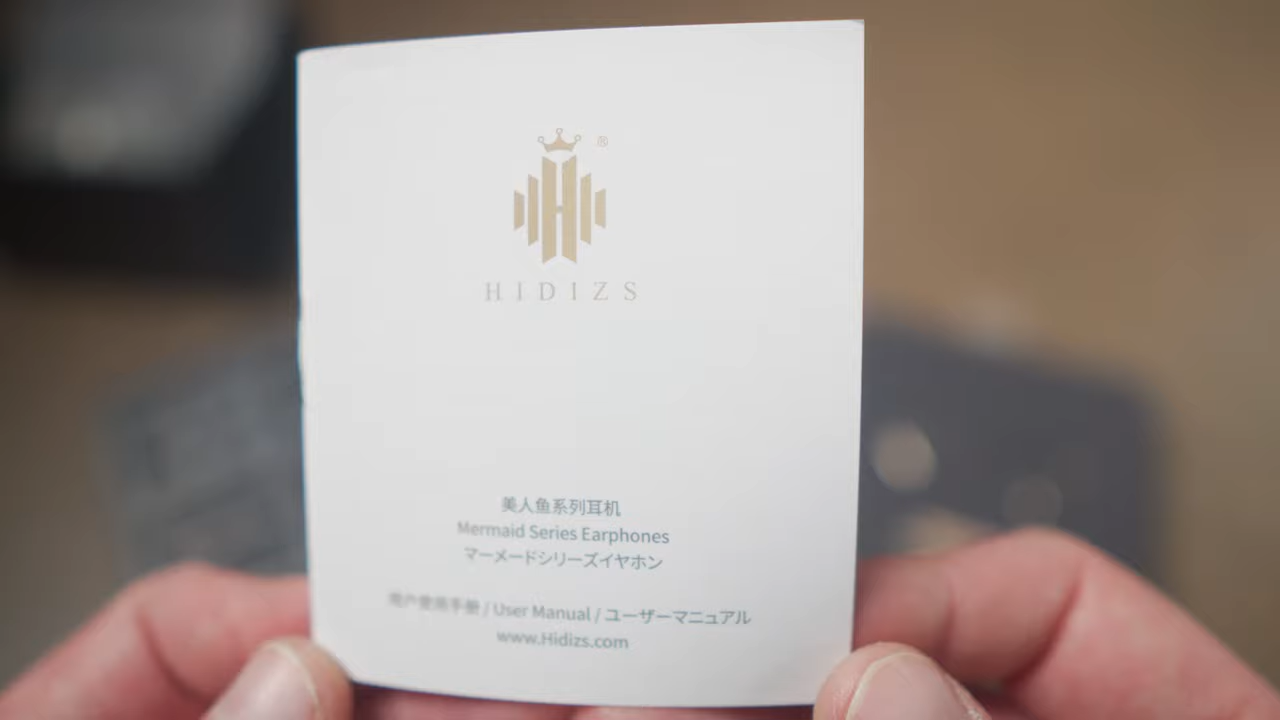 ®
HIDIZS
美人鱼系列耳机
Mermaid Series Earphones
マーメードシリーズイヤホン
用户使用手册 / User Manual / ユーザーマニュアル
www.Hidizs.com